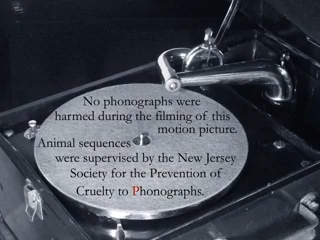 No phonographs were
harmed during the filming of this
motion picture.
Animal sequences
were supervised by the New Jersey
Society for the Prevention of
Cruelty to Phonographs.